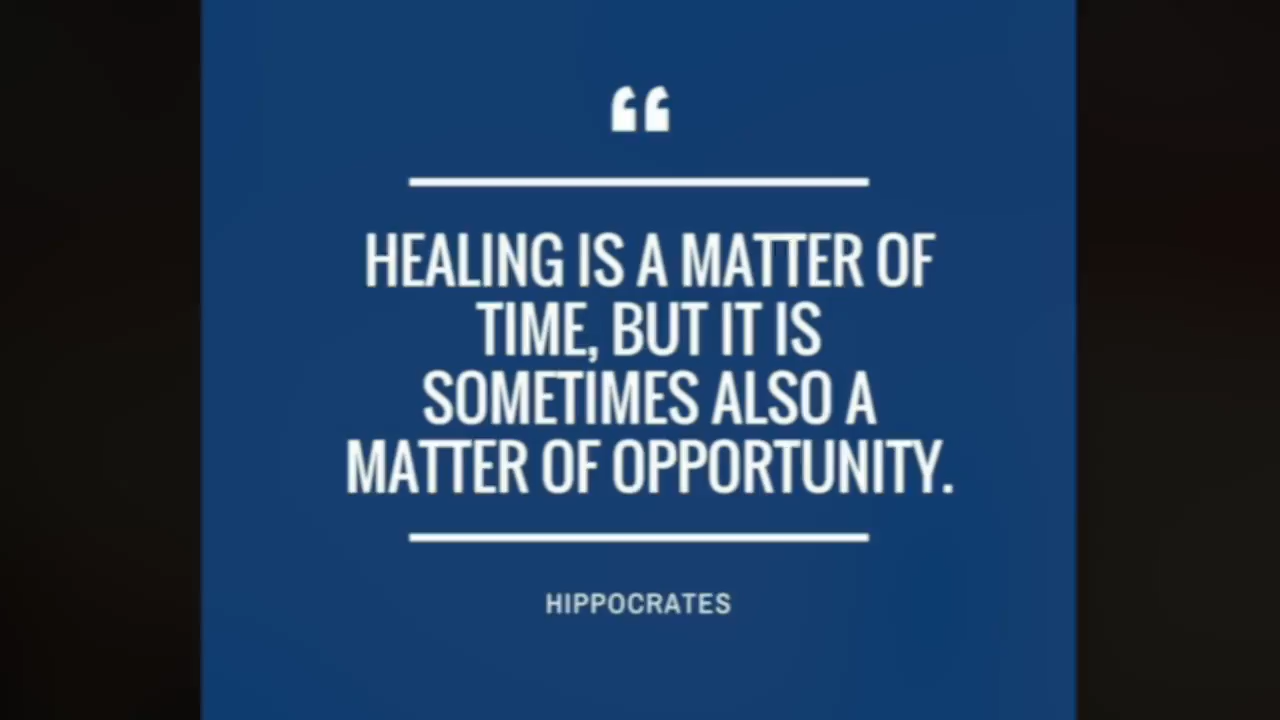 “
HEALING IS A MATTER OF
TIME, BUT IT IS
SOMETIMES ALSO A
MATTER OF OPPORTUNITY.
HIPPOCRATES